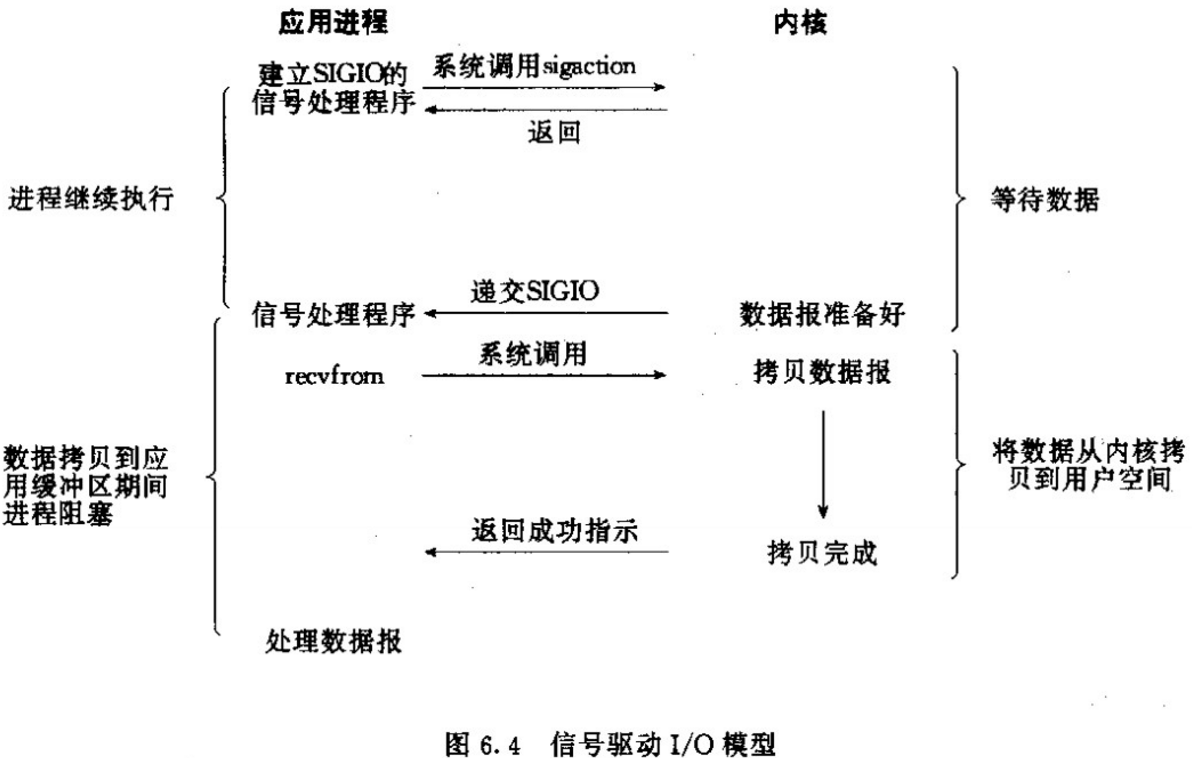 应用进程
内核
建立SIGIO的
信号处理程序
系统调用sigaction
返回
进程继续执行
等待数据
递交SIGIO
信号处理程序
数据报准备好
系统调用
recvfrom
拷贝数据报
数据拷贝到应
用缓冲区期间
进程阻塞
将数据从内核拷
贝到用户空间
返回成功指示
拷贝完成
处理数据报
图 6.4 信号驱动 I/O 模型